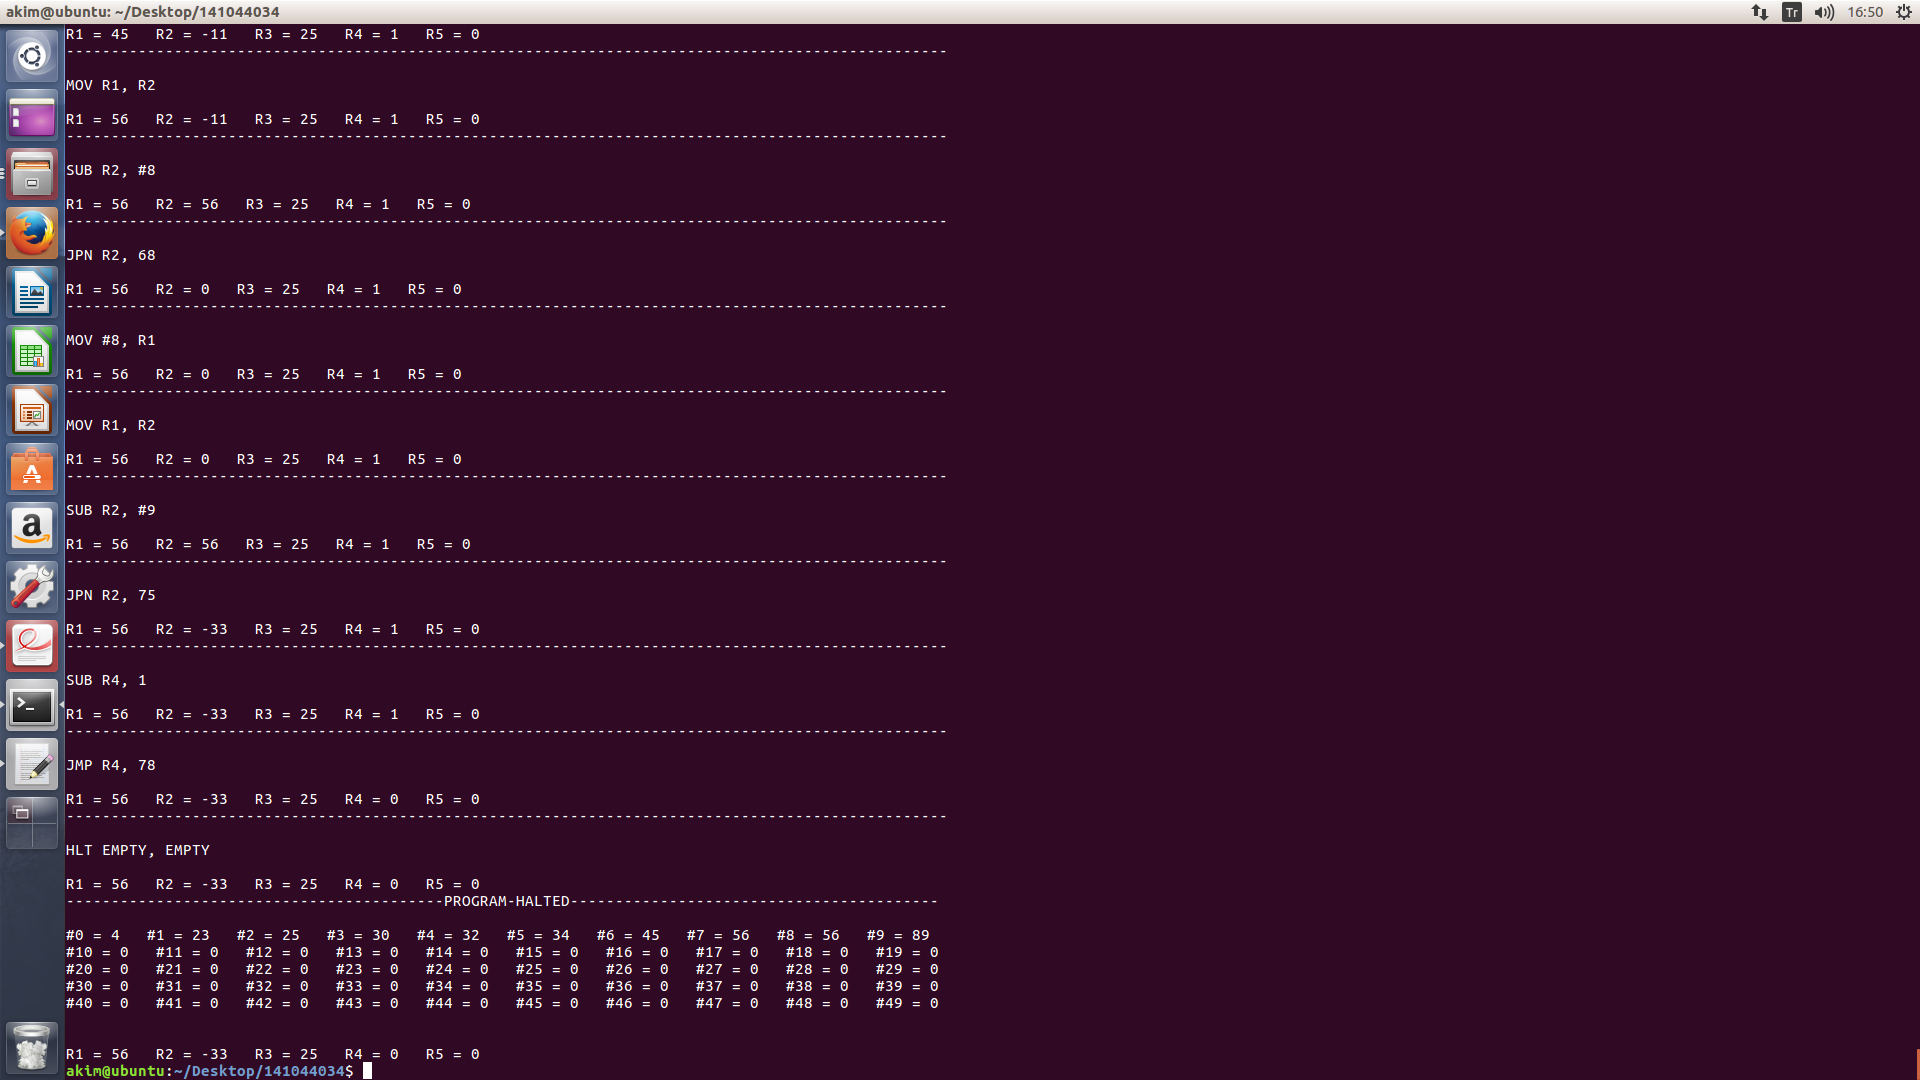 akim@ubuntu: ~/Desktop/141044034
Tr
16:50
R1 = 45   R2 = -11   R3 = 25   R4 = 1   R5 = 0
--------------------------------------------------------------------------------------------------
MOV R1, R2
R1 = 56   R2 = -11   R3 = 25   R4 = 1   R5 = 0
--------------------------------------------------------------------------------------------------
SUB R2, #8
R1 = 56   R2 = 56   R3 = 25   R4 = 1   R5 = 0
--------------------------------------------------------------------------------------------------
JPN R2, 68
R1 = 56   R2 = 0   R3 = 25   R4 = 1   R5 = 0
--------------------------------------------------------------------------------------------------
MOV #8, R1
R1 = 56   R2 = 0   R3 = 25   R4 = 1   R5 = 0
--------------------------------------------------------------------------------------------------
MOV R1, R2
R1 = 56   R2 = 0   R3 = 25   R4 = 1   R5 = 0
--------------------------------------------------------------------------------------------------
SUB R2, #9
R1 = 56   R2 = 56   R3 = 25   R4 = 1   R5 = 0
--------------------------------------------------------------------------------------------------
JPN R2, 75
R1 = 56   R2 = -33   R3 = 25   R4 = 1   R5 = 0
--------------------------------------------------------------------------------------------------
SUB R4, 1
R1 = 56   R2 = -33   R3 = 25   R4 = 1   R5 = 0
--------------------------------------------------------------------------------------------------
JMP R4, 78
R1 = 56   R2 = -33   R3 = 25   R4 = 0   R5 = 0
--------------------------------------------------------------------------------------------------
HLT EMPTY, EMPTY
R1 = 56   R2 = -33   R3 = 25   R4 = 0   R5 = 0
------------------------------------------PROGRAM-HALTED-----------------------------------------
#0 = 4   #1 = 23   #2 = 25   #3 = 30   #4 = 32   #5 = 34   #6 = 45   #7 = 56   #8 = 56   #9 = 89
#10 = 0   #11 = 0   #12 = 0   #13 = 0   #14 = 0   #15 = 0   #16 = 0   #17 = 0   #18 = 0   #19 = 0
#20 = 0   #21 = 0   #22 = 0   #23 = 0   #24 = 0   #25 = 0   #26 = 0   #27 = 0   #28 = 0   #29 = 0
#30 = 0   #31 = 0   #32 = 0   #33 = 0   #34 = 0   #35 = 0   #36 = 0   #37 = 0   #38 = 0   #39 = 0
#40 = 0   #41 = 0   #42 = 0   #43 = 0   #44 = 0   #45 = 0   #46 = 0   #47 = 0   #48 = 0   #49 = 0
R1 = 56   R2 = -33   R3 = 25   R4 = 0   R5 = 0
akim@ubuntu:~/Desktop/141044034$